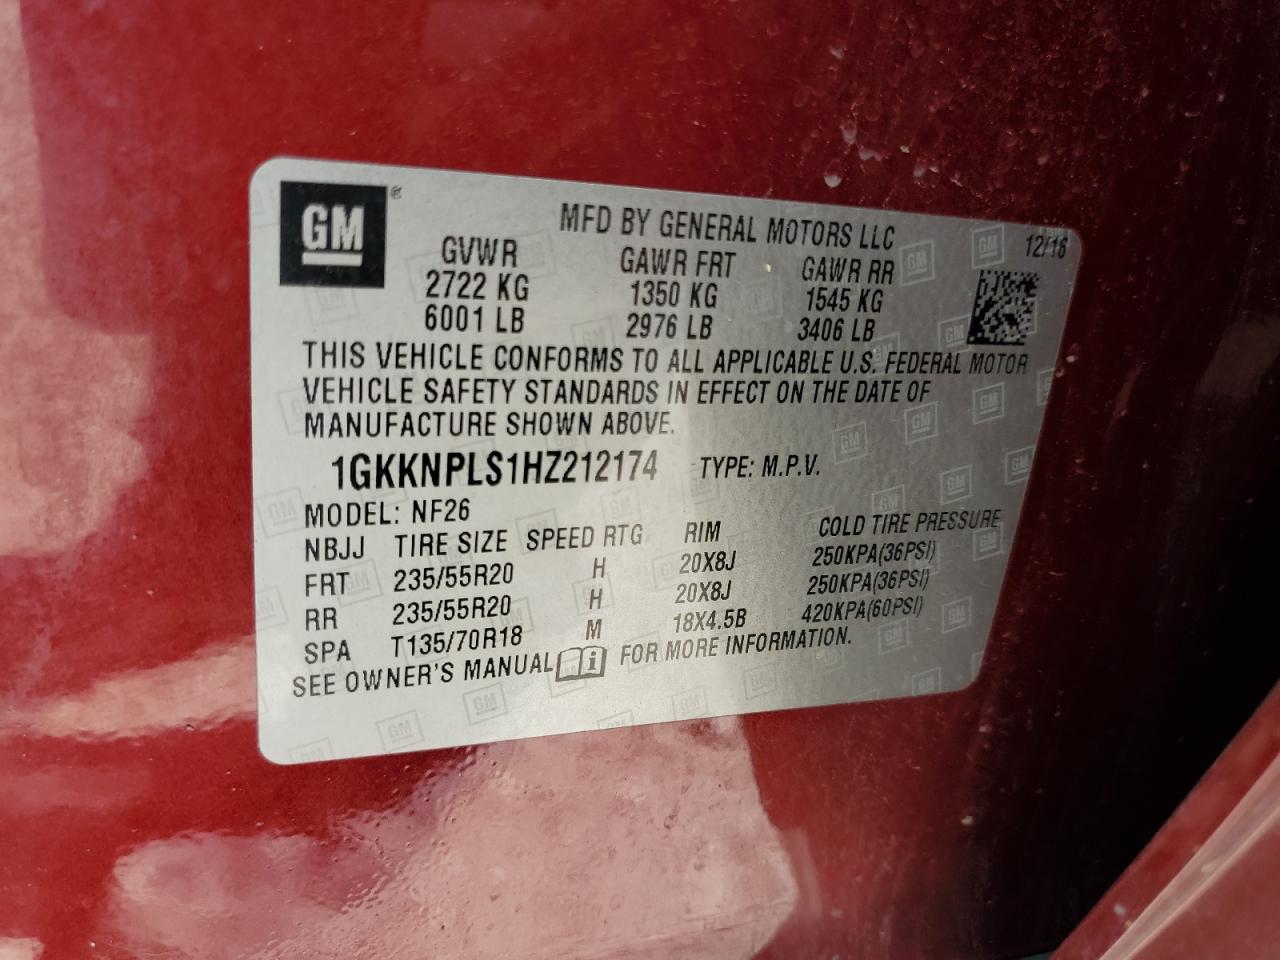 GM
MFD BY GENERAL MOTORS LLC
12/16
GVWR GAWR FRT GAWR RR
2722 KG 1350 KG 1545 KG
6001 LB 2976 LB 3406 LB
THIS VEHICLE CONFORMS TO ALL APPLICABLE U.S. FEDERAL MOTOR
VEHICLE SAFETY STANDARDS IN EFFECT ON THE DATE OF
MANUFACTURE SHOWN ABOVE.
1GKKNPLS1HZ212174 TYPE: M.P.V.
MODEL: NF26
NBJJ TIRE SIZE SPEED RTG RIM COLD TIRE PRESSURE
FRT 235/55R20 H 20X8J 250KPA(36PSI)
RR 235/55R20 H 20X8J 250KPA(36PSI)
SPA T135/70R18 M 18X4.5B 420KPA(60PSI)
SEE OWNER'S MANUAL FOR MORE INFORMATION.